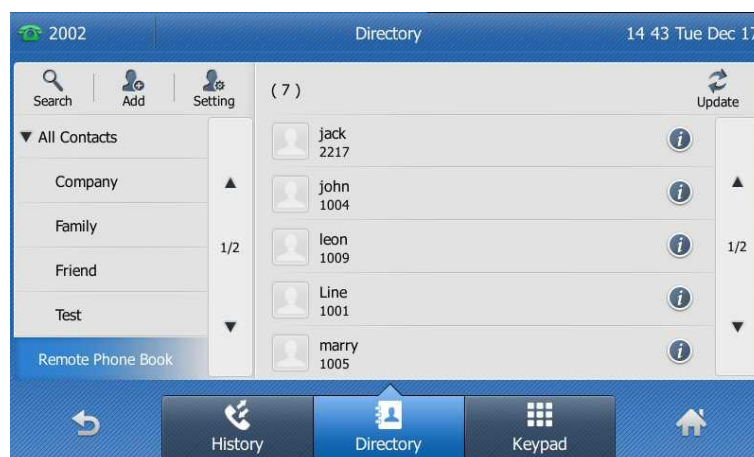 2002 Directory 14 43 Tue Dec 17
Search Add Setting (7) Update
All Contacts
Company
Family
Friend
Test
Remote Phone Book
1/2
jack
2217
john
1004
leon
1009
Line
1001
marry
1005
1/2
History Directory Keypad